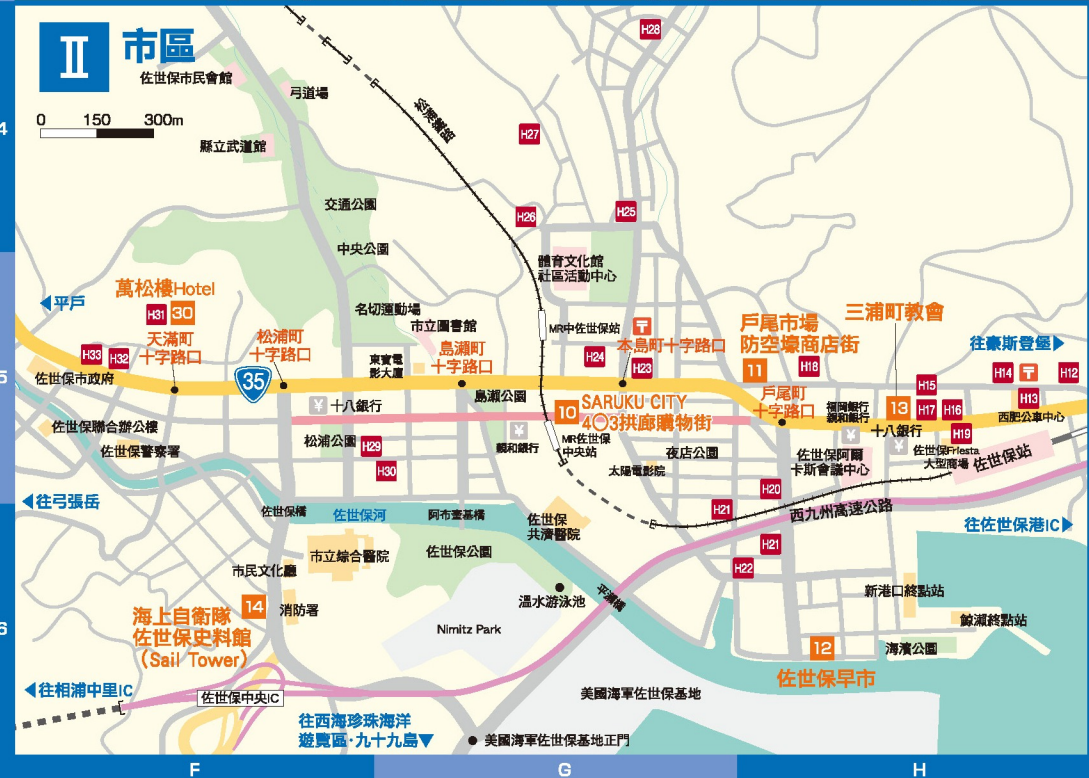 II
市區
0 150 300m
4
5
6
F
G
H
佐世保市民會館
弓道場
縣立武道館
交通公園
中央公園
松浦鐵路
H28
H27
H26
H25
體育文化館
社區活動中心
◀平戶
萬松樓Hotel
H31
30
天滿町
十字路口
松浦町
十字路口
名切運動場
市立圖書館
東寶電
影大廈
島瀨町
十字路口
MR中佐世保站
H24
本島町十字路口
H23
戶尾市場
防空壕商店街
11
H18
三浦町教會
往豪斯登堡▶
H14
H12
H33
H32
佐世保市政府
35
島瀨公園
戶尾町
十字路口
H15
H13
福岡銀行
親和銀行
13
H17
H16
西肥公車中心
¥
十八銀行
10
SARUKU CITY
4○3拱廊購物街
佐世保聯合辦公樓
佐世保警察署
松浦公園
H29
H30
¥
親和銀行
MR佐世保
中央站
太陽電影院
夜店公園
佐世保阿爾
卡斯會議中心
¥
¥
十八銀行
H19
佐世保Friesta
大型商場
佐世保站
◀往弓張岳
佐世保橋
佐世保河
阿布奎基橋
佐世保
共濟醫院
H20
H21
西九州高速公路
往佐世保港IC▶
市立綜合醫院
佐世保公園
H21
H22
市民文化廳
溫水游泳池
平瀨橋
新港口終點站
海上自衛隊
佐世保史料館
(Sail Tower)
14
消防署
Nimitz Park
鯨瀨終點站
12
海濱公園
佐世保早市
◀往相浦中里IC
佐世保中央IC
美國海軍佐世保基地
往西海珍珠海洋
遊覽區·九十九島▼
美國海軍佐世保基地正門